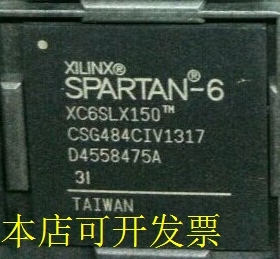 XILINX®
SPARTAN®-6
XC6SLX150™
CSG484CIV1317
D4558475A
3I
TAIWAN
本店可开发票